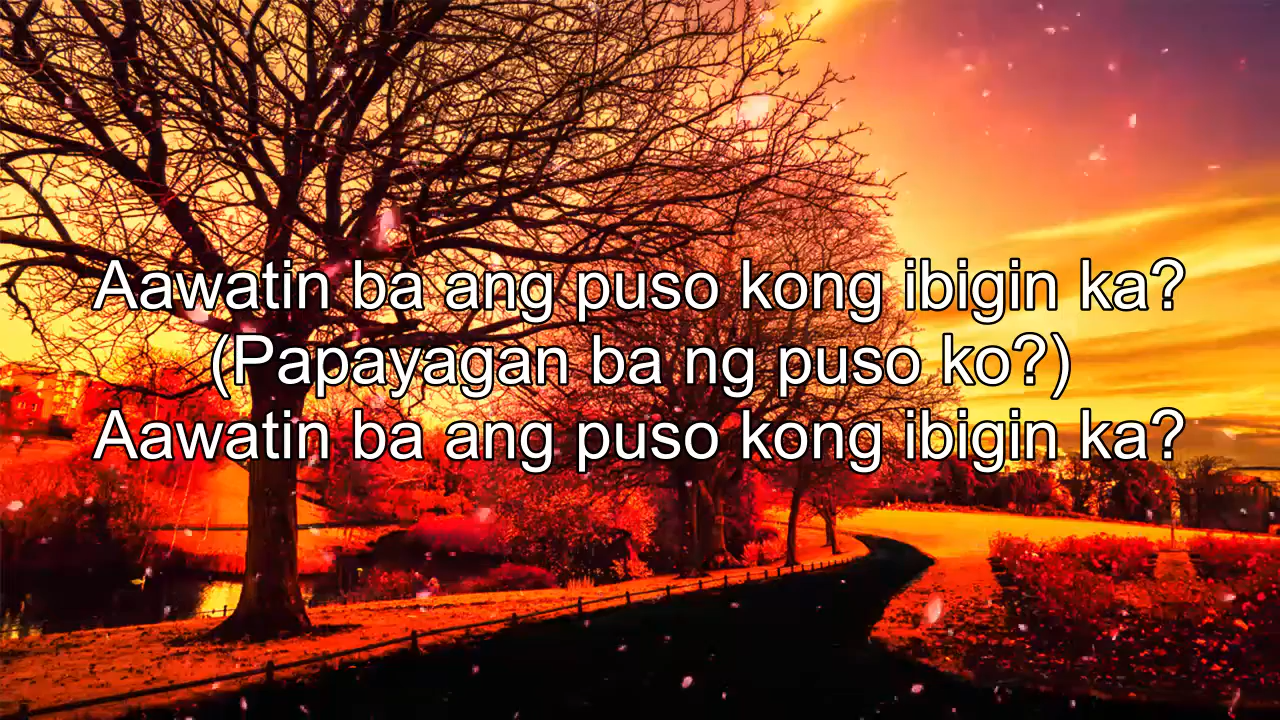 Aawatin ba ang puso kong ibigin ka?
(Papayagan ba ng puso ko?)
Aawatin ba ang puso kong ibigin ka?